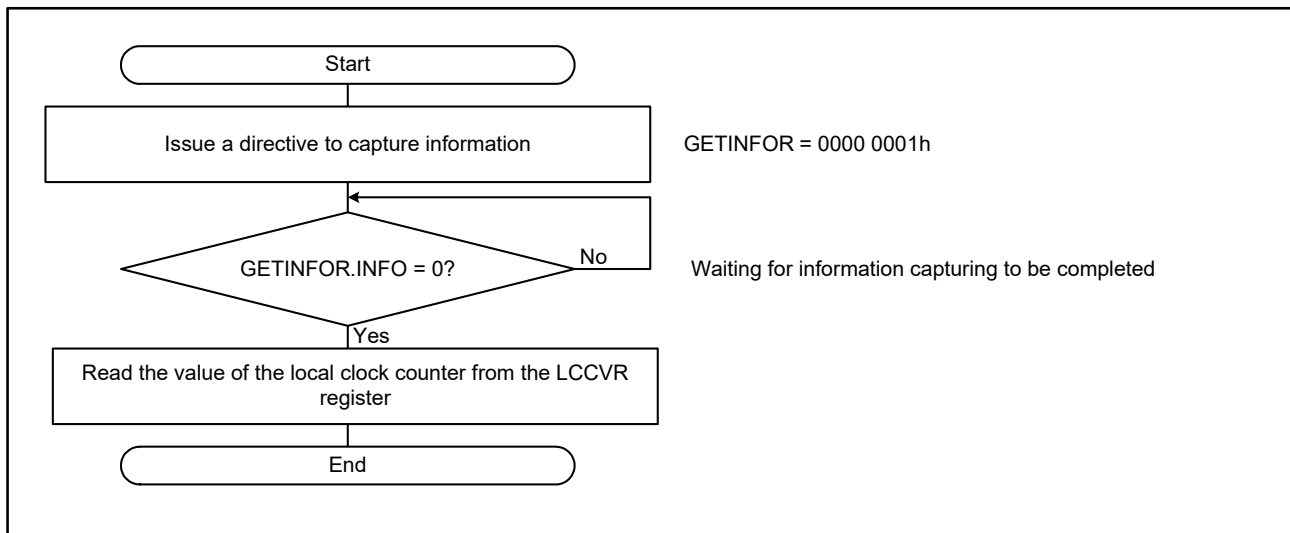 Start
Issue a directive to capture information
GETINFOR = 0000 0001h
GETINFOR.INFO = 0?
No
Waiting for information capturing to be completed
Yes
Read the value of the local clock counter from the LCCVR
register
End